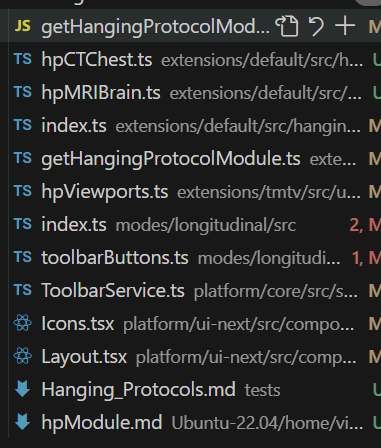 JS getHangingProtocolMod... M
TS hpCTChest.ts extensions/default/src/h... U
TS hpMRIBrain.ts extensions/default/src/... U
TS index.ts extensions/default/src/hangin... M
TS getHangingProtocolModule.ts exte... M
TS hpViewports.ts extensions/tmtv/src/u... M
TS index.ts modes/longitudinal/src 2, M
TS toolbarButtons.ts modes/longitudi... 1, M
TS ToolbarService.ts platform/core/src/s... M
Icons.tsx platform/ui-next/src/compo... M
Layout.tsx platform/ui-next/src/comp... M
Hanging_Protocols.md tests U
hpModule.md Ubuntu-22.04/home/vi... U